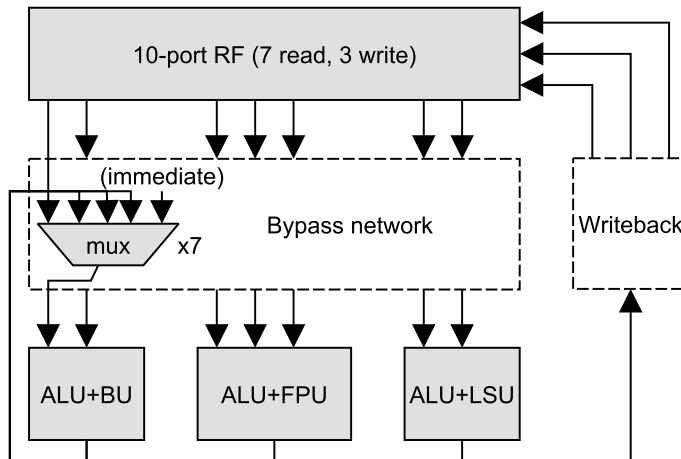 10-port RF (7 read, 3 write)
(immediate)
mux
x7
Bypass network
Writeback
ALU+BU
ALU+FPU
ALU+LSU